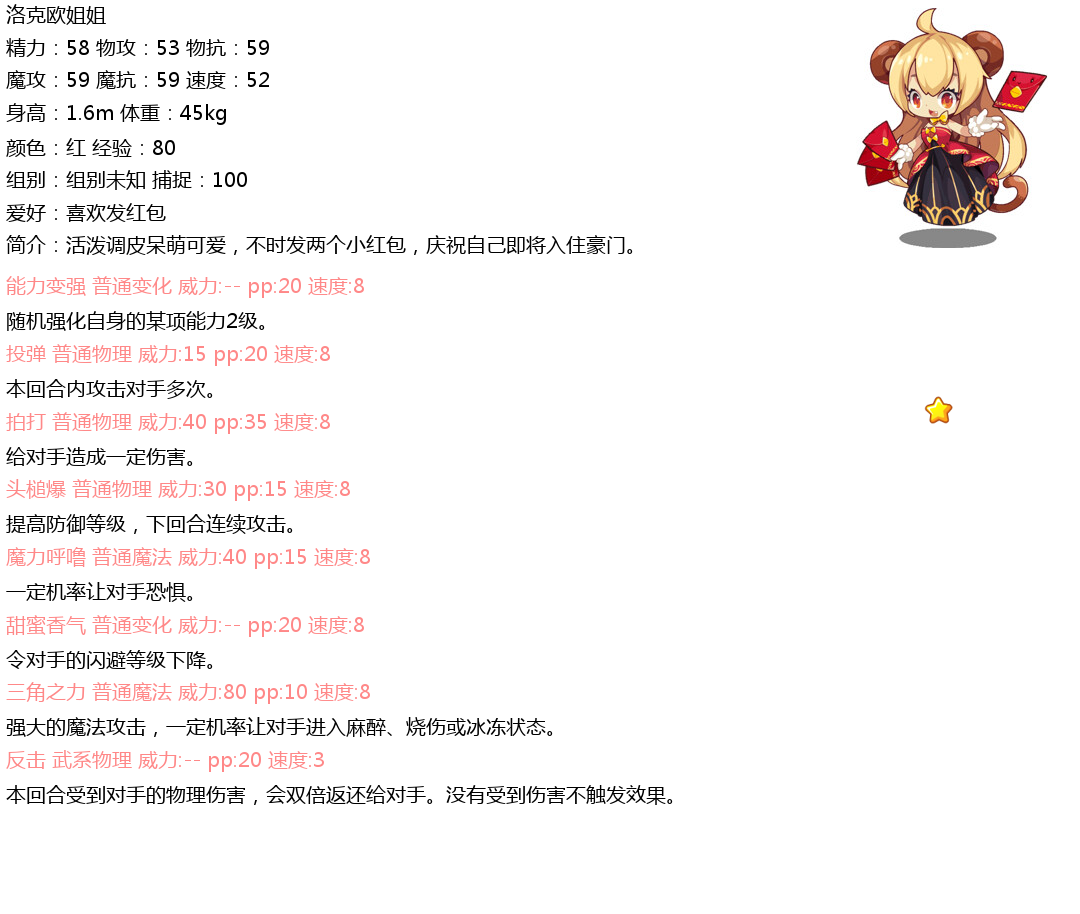 洛克欧姐姐
精力：58 物攻：53 物抗：59
魔攻：59 魔抗：59 速度：52
身高：1.6m 体重：45kg
颜色：红 经验：80
组别：组别未知 捕捉：100
爱好：喜欢发红包
简介：活泼调皮呆萌可爱，不时发两个小红包，庆祝自己即将入住豪门。
能力变强 普通变化 威力:-- pp:20 速度:8
随机强化自身的某项能力2级。
投弹 普通物理 威力:15 pp:20 速度:8
本回合内攻击对手多次。
拍打 普通物理 威力:40 pp:35 速度:8
给对手造成一定伤害。
头槌爆 普通物理 威力:30 pp:15 速度:8
提高防御等级，下回合连续攻击。
魔力呼噜 普通魔法 威力:40 pp:15 速度:8
一定机率让对手恐惧。
甜蜜香气 普通变化 威力:-- pp:20 速度:8
令对手的闪避等级下降。
三角之力 普通魔法 威力:80 pp:10 速度:8
强大的魔法攻击，一定机率让对手进入麻醉、烧伤或冰冻状态。
反击 武系物理 威力:-- pp:20 速度:3
本回合受到对手的物理伤害，会双倍返还给对手。没有受到伤害不触发效果。